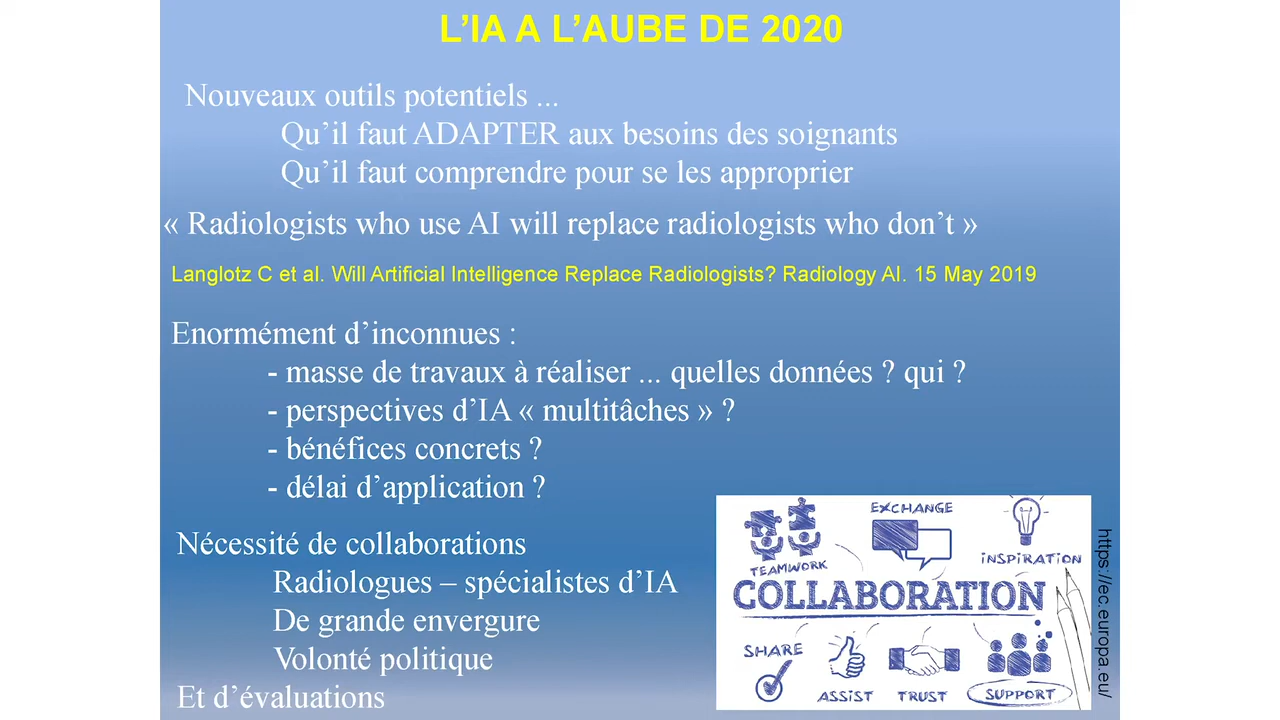 L’IA A L’AUBE DE 2020
Nouveaux outils potentiels ...
Qu’il faut ADAPTER aux besoins des soignants
Qu’il faut comprendre pour se les approprier
« Radiologists who use AI will replace radiologists who don’t »
Langlotz C et al. Will Artificial Intelligence Replace Radiologists? Radiology AI. 15 May 2019
Enormément d’inconnues :
- masse de travaux à réaliser ... quelles données ? qui ?
- perspectives d’IA « multitâches » ?
- bénéfices concrets ?
- délai d’application ?
Nécessité de collaborations
Radiologues – spécialistes d’IA
De grande envergure
Volonté politique
Et d’évaluations
TEAMWORK
EXCHANGE
INSPIRATION
COLLABORATION
SHARE
ASSIST
TRUST
SUPPORT
https://ec.europa.eu/